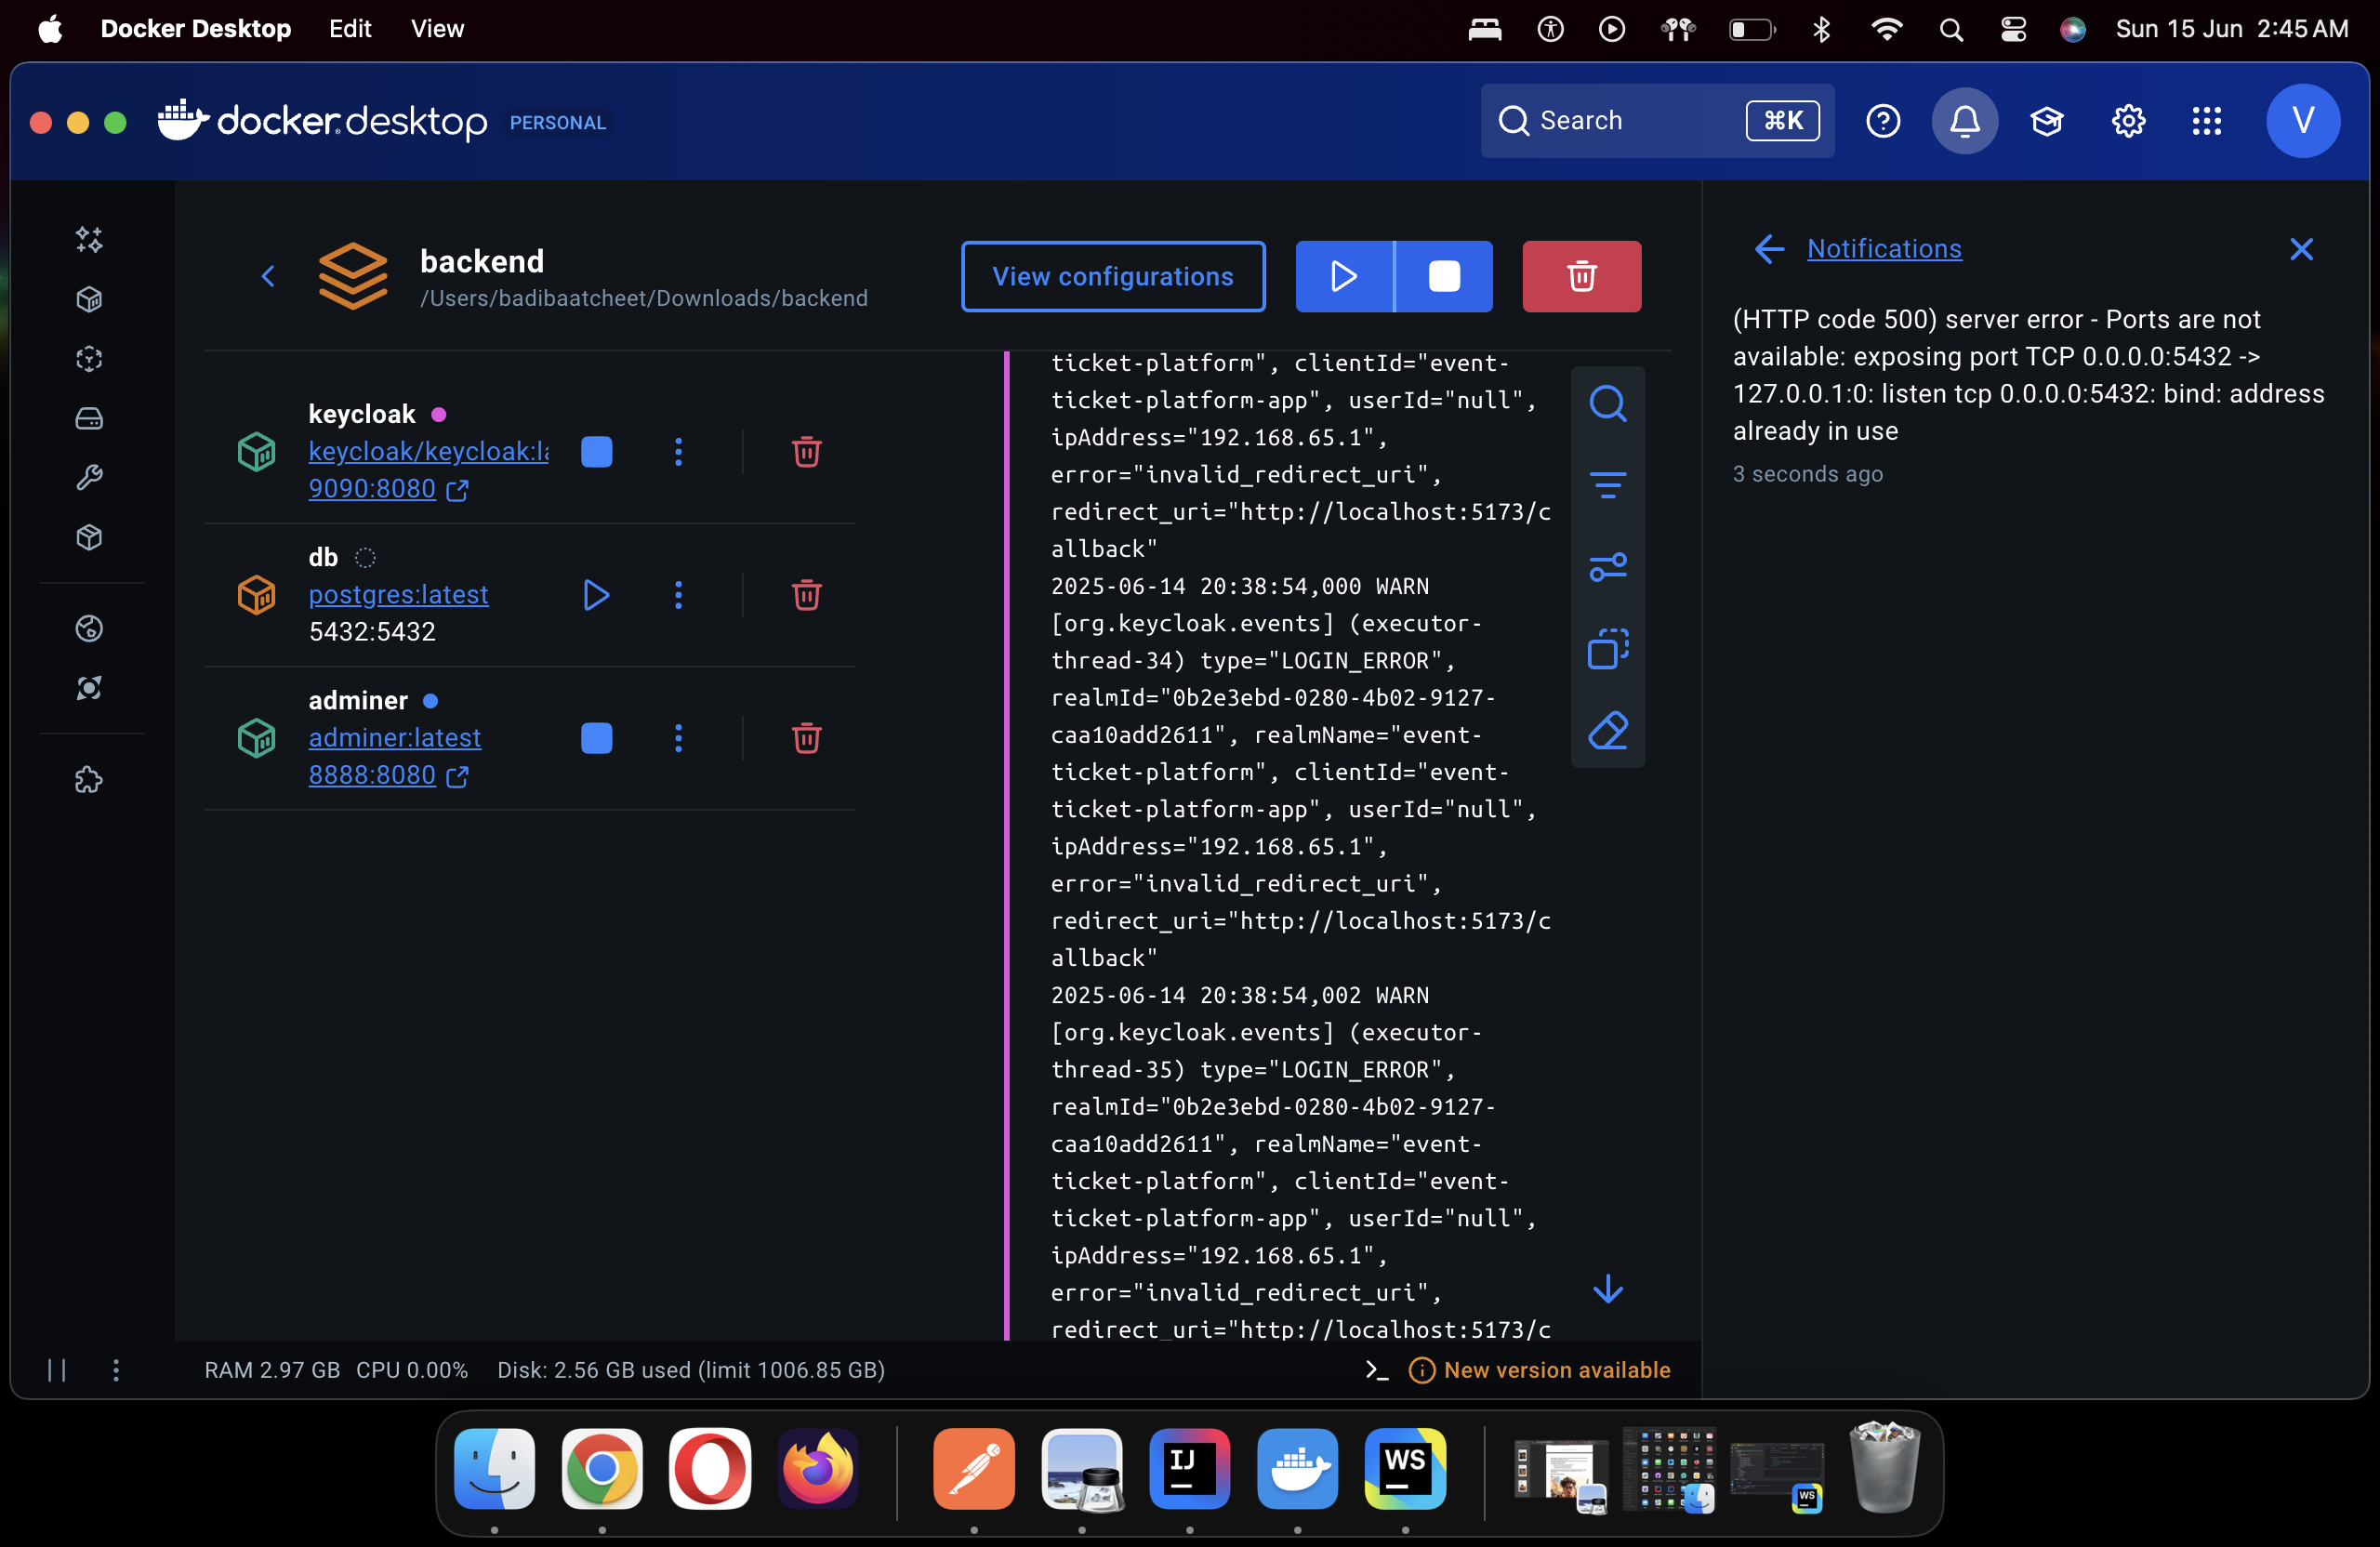 Docker Desktop Edit View Sun 15 Jun 2:45 AM
docker desktop PERSONAL Search ⌘K V
backend
/Users/badibaatcheet/Downloads/backend
View configurations
keycloak
keycloak/keycloak:la
9090:8080
db
postgres:latest
5432:5432
adminer
adminer:latest
8888:8080
ticket-platform", clientId="event-
ticket-platform-app", userId="null",
ipAddress="192.168.65.1",
error="invalid_redirect_uri",
redirect_uri="http://localhost:5173/c
allback"
2025-06-14 20:38:54,000 WARN
[org.keycloak.events] (executor-
thread-34) type="LOGIN_ERROR",
realmId="0b2e3ebd-0280-4b02-9127-
caa10add2611", realmName="event-
ticket-platform", clientId="event-
ticket-platform-app", userId="null",
ipAddress="192.168.65.1",
error="invalid_redirect_uri",
redirect_uri="http://localhost:5173/c
allback"
2025-06-14 20:38:54,002 WARN
[org.keycloak.events] (executor-
thread-35) type="LOGIN_ERROR",
realmId="0b2e3ebd-0280-4b02-9127-
caa10add2611", realmName="event-
ticket-platform", clientId="event-
ticket-platform-app", userId="null",
ipAddress="192.168.65.1",
error="invalid_redirect_uri",
redirect_uri="http://localhost:5173/c
Notifications
(HTTP code 500) server error - Ports are not
available: exposing port TCP 0.0.0.0:5432 ->
127.0.0.1:0: listen tcp 0.0.0.0:5432: bind: address
already in use
3 seconds ago
RAM 2.97 GB CPU 0.00% Disk: 2.56 GB used (limit 1006.85 GB) New version available
IJ WS WS